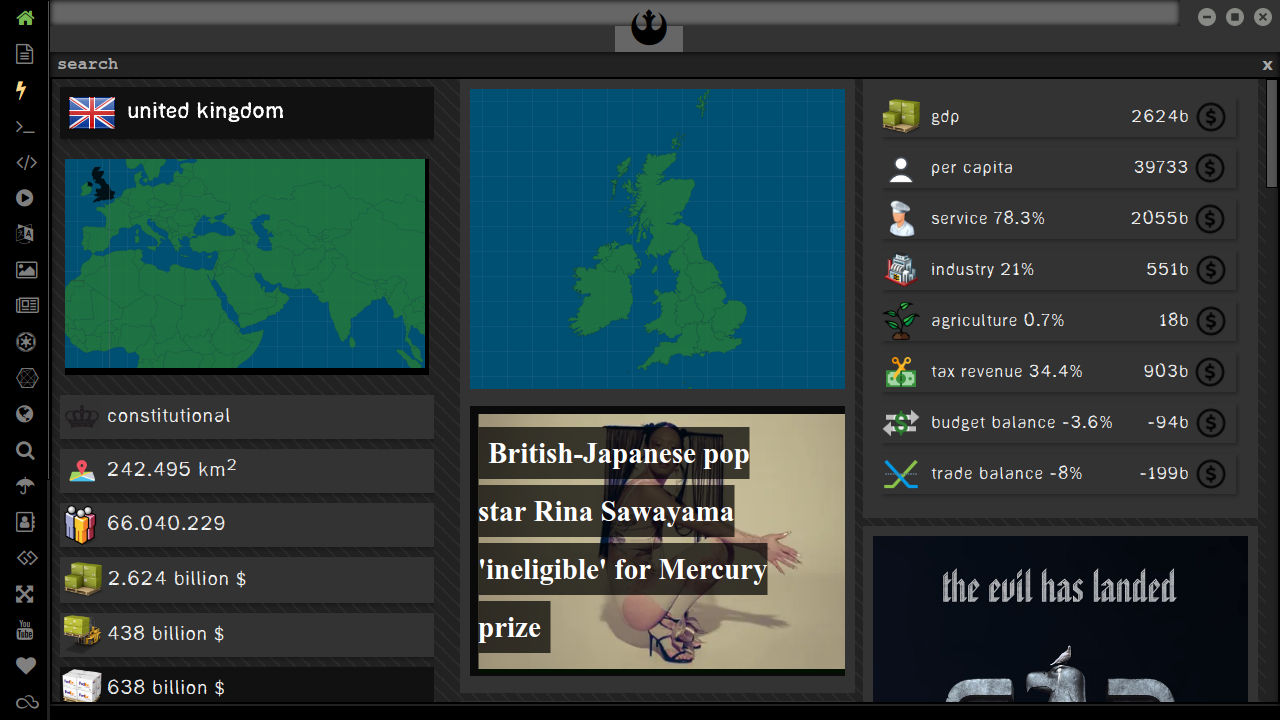 search
x
united kingdom
constitutional
242.495 km²
66.040.229
2.624 billion $
438 billion $
638 billion $
British-Japanese pop
star Rina Sawayama
'ineligible' for Mercury
prize
gdp 2624b
per capita 39733
service 78.3% 2055b
industry 21% 551b
agriculture 0.7% 18b
tax revenue 34.4% 903b
budget balance -3.6% -94b
trade balance -8% -199b
the evil has landed